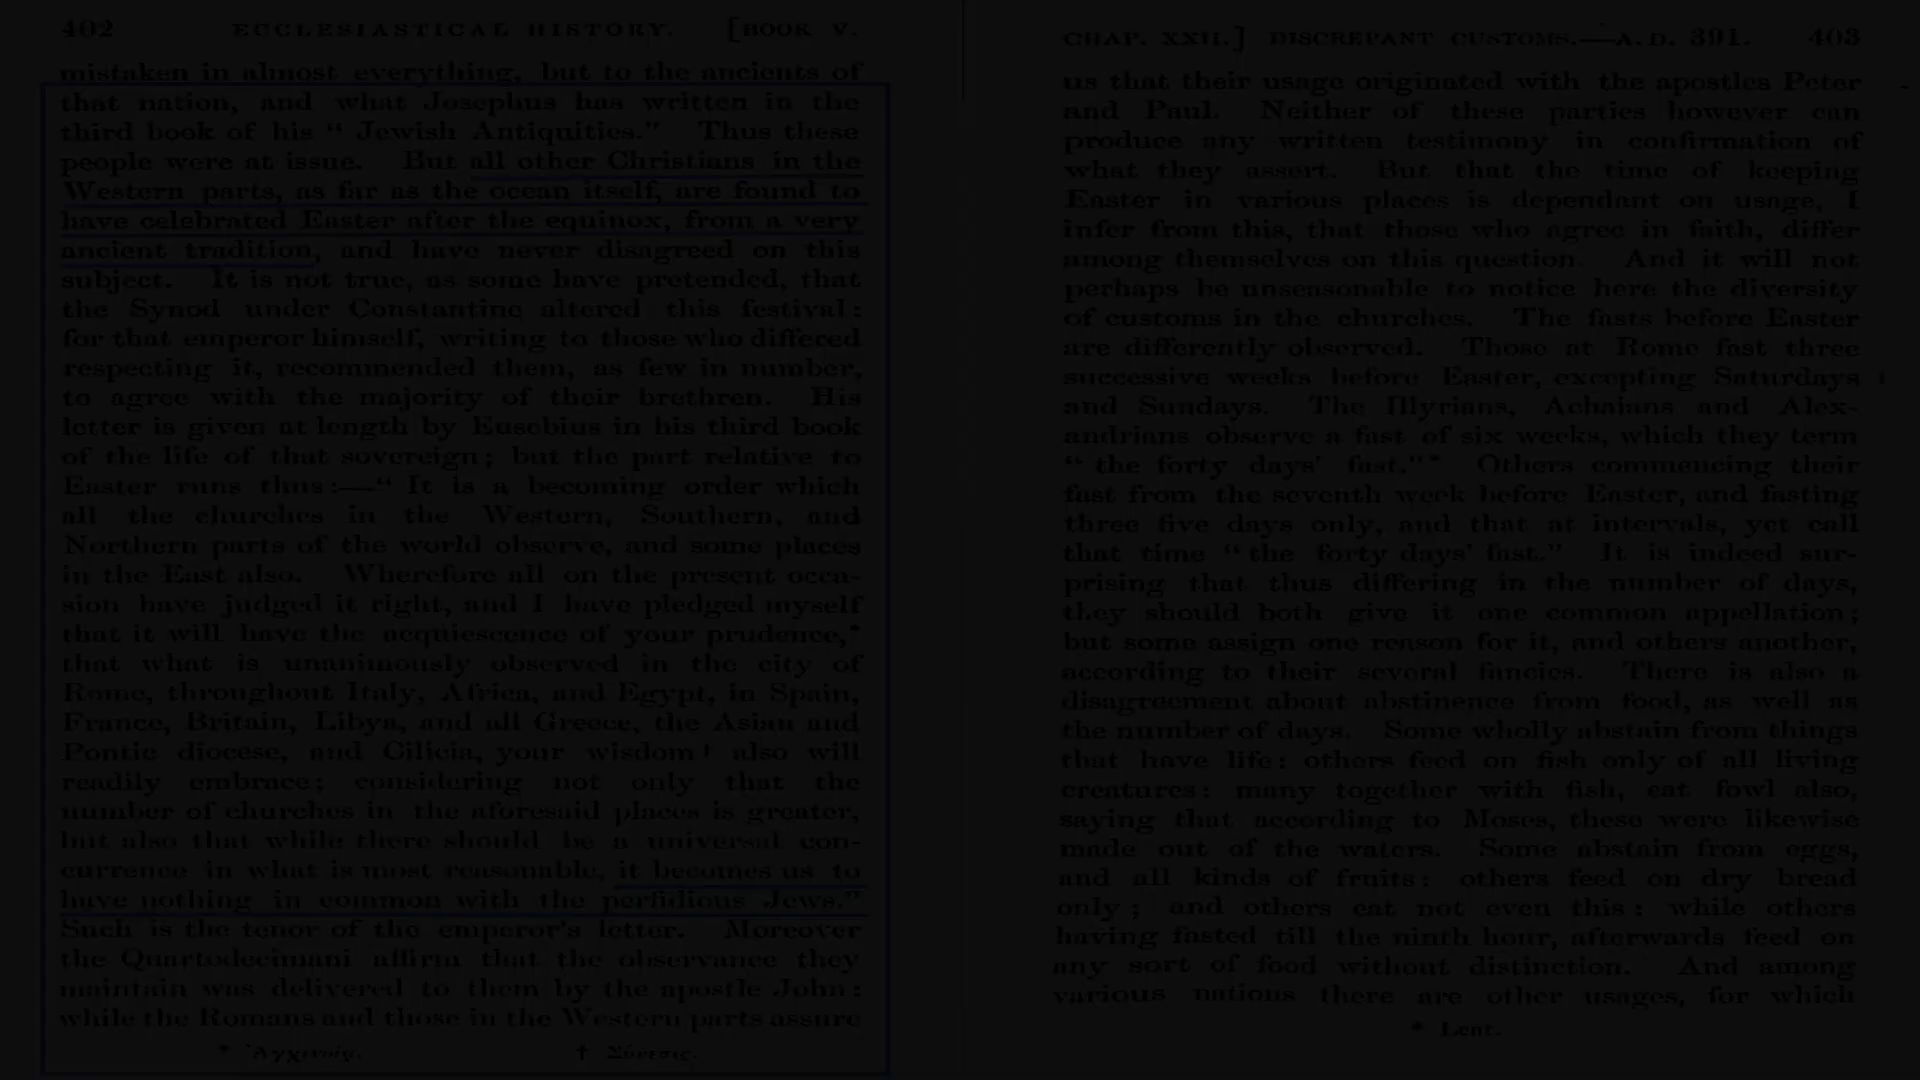 402 ECCLESIASTICAL HISTORY. [BOOK V.
mistaken in almost everything, but to the ancients of
that nation, and what Josephus has written in the
third book of his “ Jewish Antiquities.” Thus these
people were at issue. But all other Christians in the
Western parts, as far as the ocean itself, are found to
have celebrated Easter after the equinox, from a very
ancient tradition, and have never disagreed on this
subject. It is not true, as some have pretended, that
the Synod under Constantine altered this festival:
for that emperor himself, writing to those who differed
respecting it, recommended them, as few in number,
to agree with the majority of their brethren. His
letter is given at length by Eusebius in his third book
of the life of that sovereign; but the part relative to
Easter runs thus:—“ It is a becoming order which
all the churches in the Western, Southern, and
Northern parts of the world observe, and some places
in the East also. Wherefore all on the present occa-
sion have judged it right, and I have pledged myself
that it will have the acquiescence of your prudence,*
that what is unanimously observed in the city of
Rome, throughout Italy, Africa, and Egypt, in Spain,
France, Britain, Libya, and all Greece, the Asian and
Pontic diocese, and Cilicia, your wisdom † also will
readily embrace; considering not only that the
number of churches in the aforesaid places is greater,
but also that while there should be a universal con-
currence in what is most reasonable, it becomes us to
have nothing in common with the perfidious Jews.”
Such is the tenor of the emperor's letter. Moreover
the Quartodecimani affirm that the observance they
maintain was delivered to them by the apostle John:
while the Romans and those in the Western parts assure
* Ἀγχινοίᾳ. † Σύνεσις.
CHAP. XXII.] DISCREPANT CUSTOMS.—A.D. 391. 403
us that their usage originated with the apostles Peter
and Paul. Neither of these parties however can
produce any written testimony in confirmation of
what they assert. But that the time of keeping
Easter in various places is dependant on usage, I
infer from this, that those who agree in faith, differ
among themselves on this question. And it will not
perhaps be unseasonable to notice here the diversity
of customs in the churches. The fasts before Easter
are differently observed. Those at Rome fast three
successive weeks before Easter, excepting Saturdays
and Sundays. The Illyrians, Achaians and Alex-
andrians observe a fast of six weeks, which they term
“ the forty days' fast.”* Others commencing their
fast from the seventh week before Easter, and fasting
three five days only, and that at intervals, yet call
that time “ the forty days' fast.” It is indeed sur-
prising that thus differing in the number of days,
they should both give it one common appellation;
but some assign one reason for it, and others another,
according to their several fancies. There is also a
disagreement about abstinence from food, as well as
the number of days. Some wholly abstain from things
that have life: others feed on fish only of all living
creatures: many together with fish, eat fowl also,
saying that according to Moses, these were likewise
made out of the waters. Some abstain from eggs,
and all kinds of fruits: others feed on dry bread
only; and others eat not even this: while others
having fasted till the ninth hour, afterwards feed on
any sort of food without distinction. And among
various nations there are other usages, for which
* Lent.